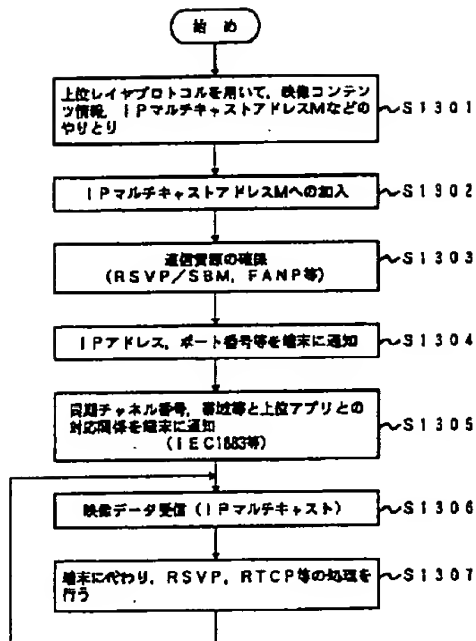 始 め
上位レイヤプロトコルを用いて，映像コンテン
ツ情報，ＩＰマルチキャストアドレスMなどの
やりとり
S1301
ＩＰマルチキャストアドレスMへの加入
S1302
通信資源の確保
(RSVP／SBM，FANP等)
S1303
ＩＰアドレス，ポート番号等を端末に通知
S1304
同期チャネル番号，帯域等と上位アプリとの
対応関係を端末に通知
(IEC1883等)
S1305
映像データ受信（ＩＰマルチキャスト）
S1306
端末に代わり，RSVP，RTCP等の処理を
行う
S1307